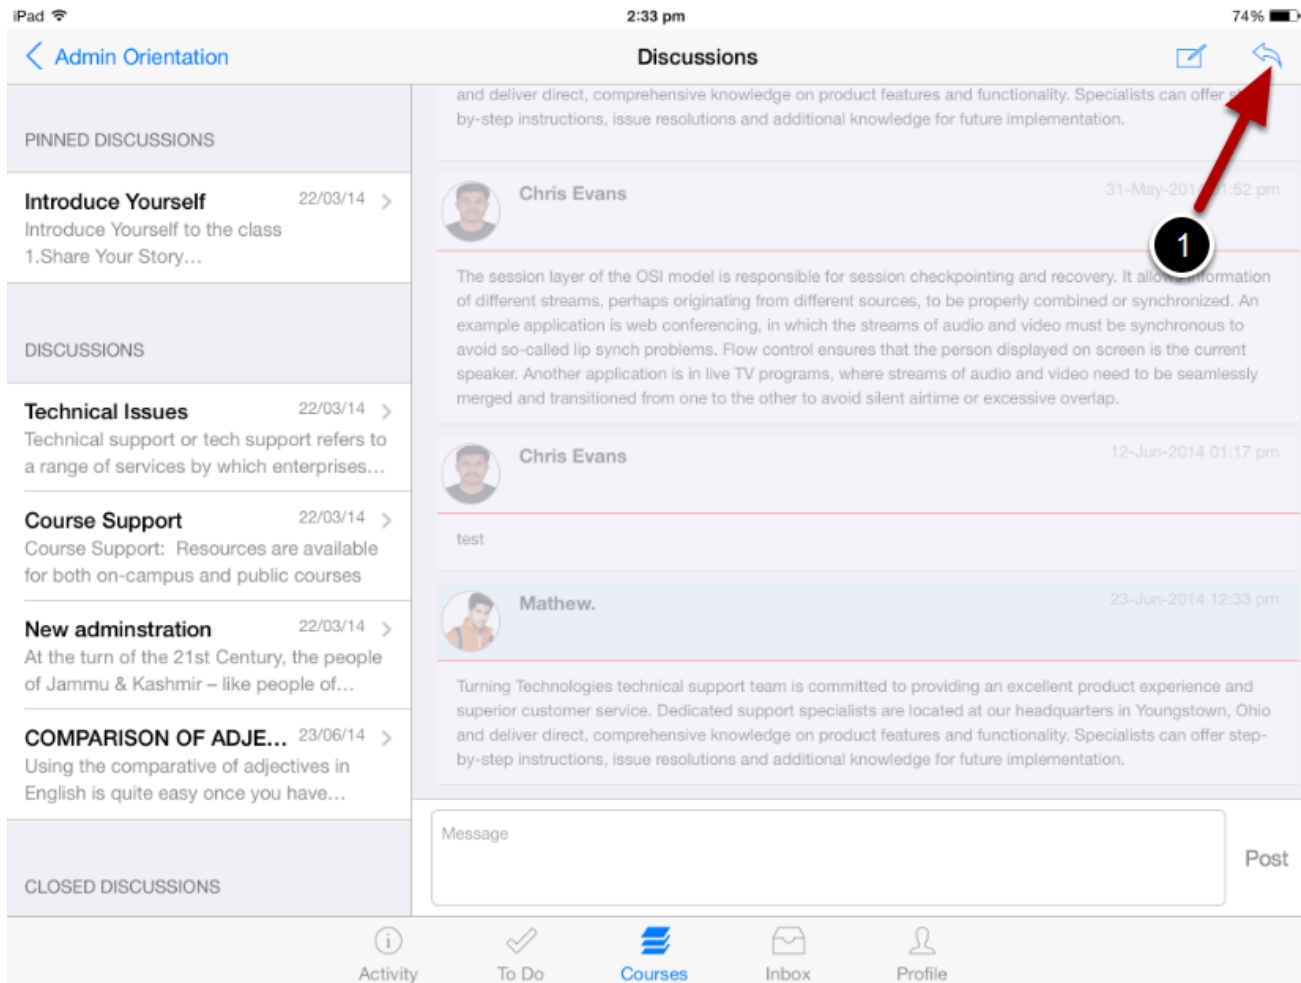 iPad 2:33 pm 74%
Admin Orientation Discussions
PINNED DISCUSSIONS
Introduce Yourself 22/03/14
Introduce Yourself to the class
1.Share Your Story...
DISCUSSIONS
Technical Issues 22/03/14
Technical support or tech support refers to
a range of services by which enterprises...
Course Support 22/03/14
Course Support: Resources are available
for both on-campus and public courses
New adminstration 22/03/14
At the turn of the 21st Century, the people
of Jammu & Kashmir – like people of...
COMPARISON OF ADJE... 23/06/14
Using the comparative of adjectives in
English is quite easy once you have...
CLOSED DISCUSSIONS
and deliver direct, comprehensive knowledge on product features and functionality. Specialists can offer
by-step instructions, issue resolutions and additional knowledge for future implementation.
Chris Evans 31-May-2014 01:52 pm
1
The session layer of the OSI model is responsible for session checkpointing and recovery. It allows information
of different streams, perhaps originating from different sources, to be properly combined or synchronized. An
example application is web conferencing, in which the streams of audio and video must be synchronous to
avoid so-called lip synch problems. Flow control ensures that the person displayed on screen is the current
speaker. Another application is in live TV programs, where streams of audio and video need to be seamlessly
merged and transitioned from one to the other to avoid silent airtime or excessive overlap.
Chris Evans 12-Jun-2014 01:17 pm
test
Mathew. 23-Jun-2014 12:33 pm
Turning Technologies technical support team is committed to providing an excellent product experience and
superior customer service. Dedicated support specialists are located at our headquarters in Youngstown, Ohio
and deliver direct, comprehensive knowledge on product features and functionality. Specialists can offer step-
by-step instructions, issue resolutions and additional knowledge for future implementation.
Message
Post
Activity To Do Courses Inbox Profile